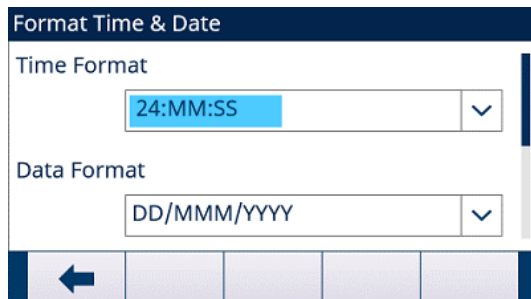 Format Time & Date
Time Format
24:MM:SS
Data Format
DD/MMM/YYYY